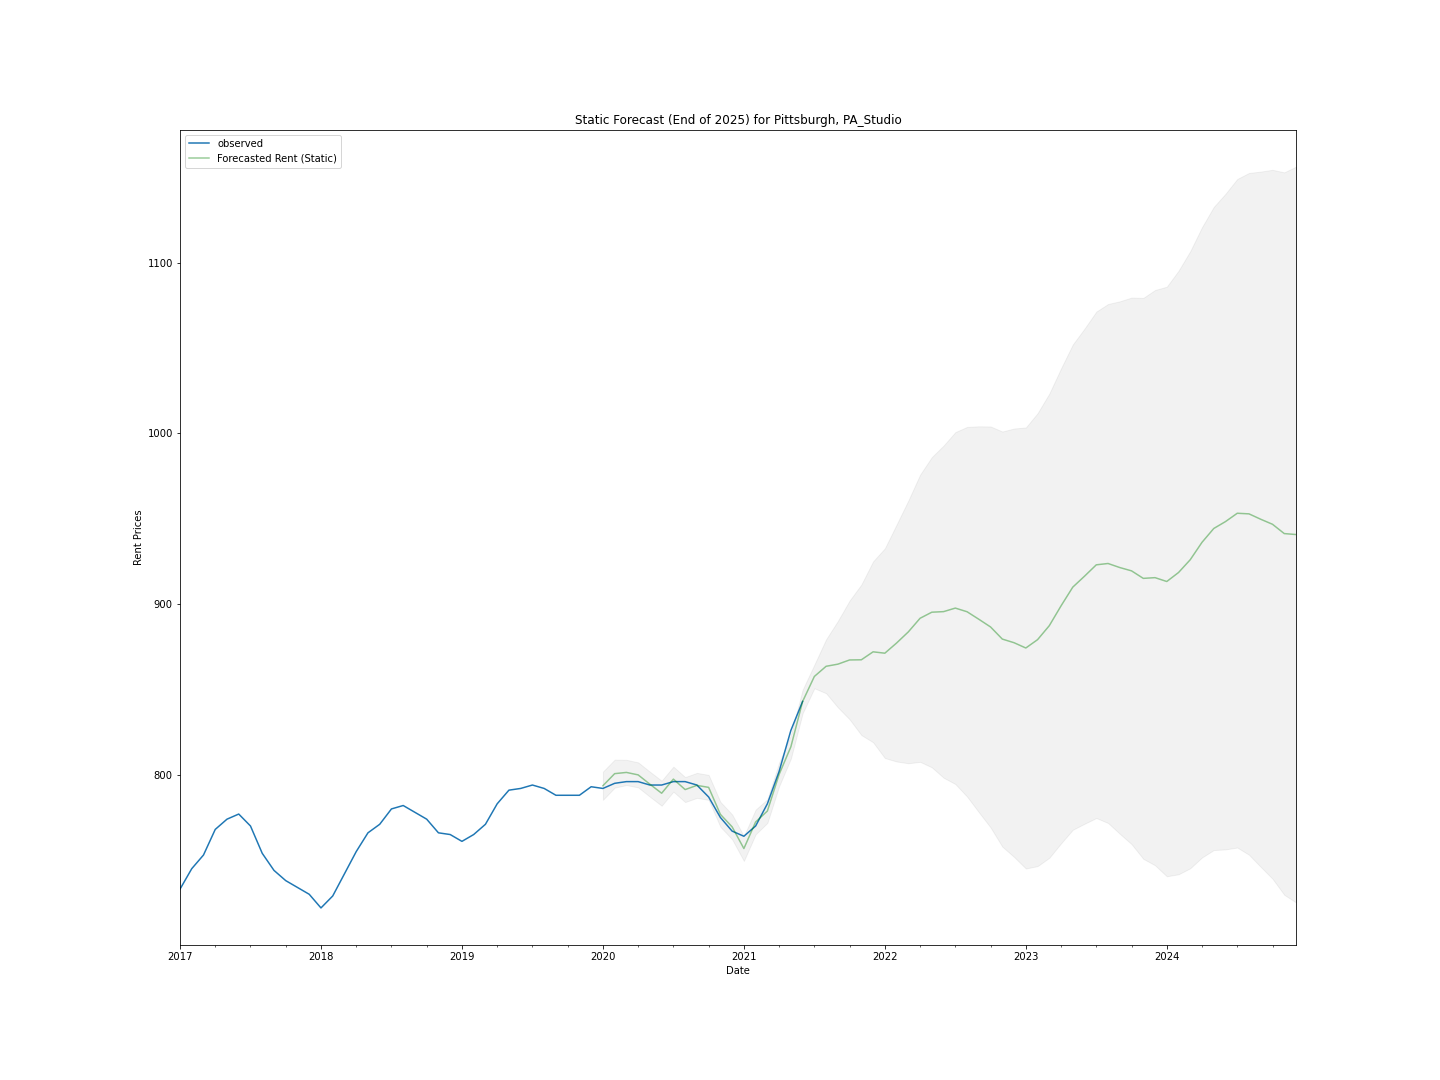 Static Forecast (End of 2025) for Pittsburgh, PA_Studio
observed
Forecasted Rent (Static)
1100
1000
900
800
Rent Prices
2017 2018 2019 2020 2021 2022 2023 2024
Date